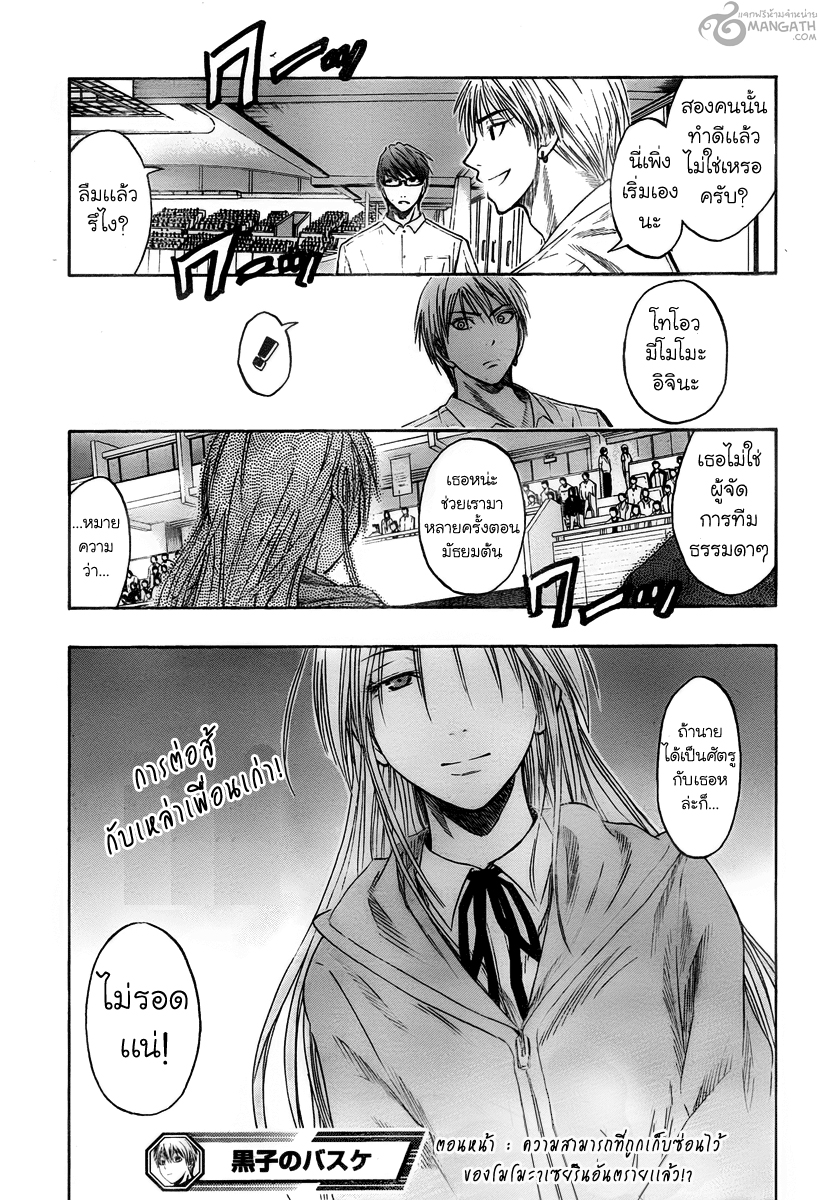 แจกฟรีห้ามจำหน่าย
MANGATH.COM
ワーー
สองคนนั้น
ทำดีแล้ว
ไม่ใช่เหรอ
ครับ?
นี่เพิ่ง
เริ่มเอง
นะ
ลืมแล้ว
รึไง?
ワーー
โทโอว
มีโมโมะ
อิจินะ
!
เธอไม่ใช่
ผู้จัด
การทีม
ธรรมดาๆ
เธอหน่ะ
ช่วยเรามา
หลายครั้งตอน
มัธยมต้น
...หมาย
ความ
ว่า...
ワーー
ถ้านาย
ได้เป็นศัตรู
กับเธอห
ล่ะก็...
การต่อสู้
กับเหล่าเพื่อนเก่า!
ไม่รอด
แน่!
黒子のバスケ
ตอนหน้า : ความสามารถที่ถูกเก็บซ่อนไว้
ของโมโมะ?เซย์รินอันตรายแล้ว!?